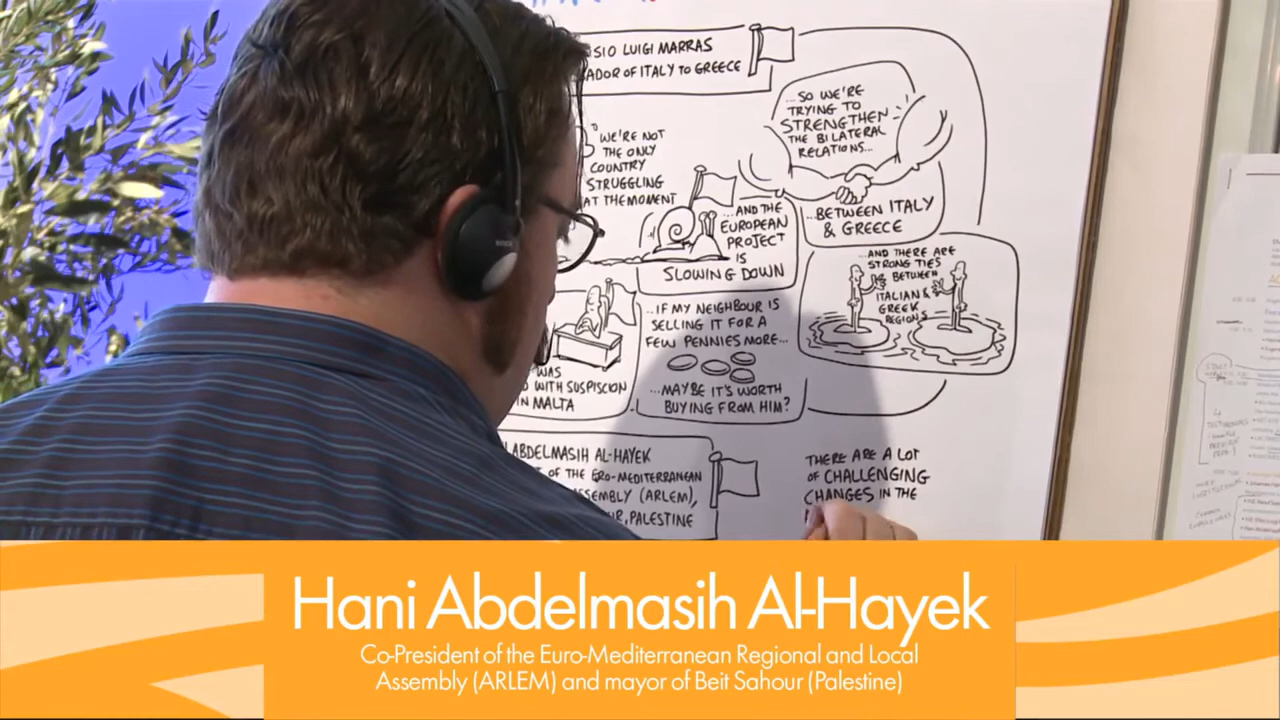 SIO LUIGI MARRAS
ADOR OF ITALY TO GREECE
WE'RE NOT
THE ONLY
COUNTRY
STRUGGLING
AT THE MOMENT
...AND THE
EUROPEAN
PROJECT
IS
SLOWING DOWN
...SO WE'RE
TRYING TO
STRENGTHEN
THE BILATERAL
RELATIONS...
...BETWEEN ITALY
& GREECE
...AND THERE ARE
STRONG TIES
BETWEEN
ITALIAN &
GREEK
REGIONS
WAS
WITH SUSPISCION
IN MALTA
...IF MY NEIGHBOUR IS
SELLING IT FOR A
FEW PENNIES MORE...
...MAYBE IT'S WORTH
BUYING FROM HIM?
ABDELMASIH AL-HAYEK
OF THE ERO-MEDITERRANEAN
SEMBLY (ARLEM),
UR, PALESTINE
THERE ARE A LOT
OF CHALLENGING
CHANGES IN THE
Hani Abdelmasih Al-Hayek
Co-President of the Euro-Mediterranean Regional and Local
Assembly (ARLEM) and mayor of Beit Sahour (Palestine)